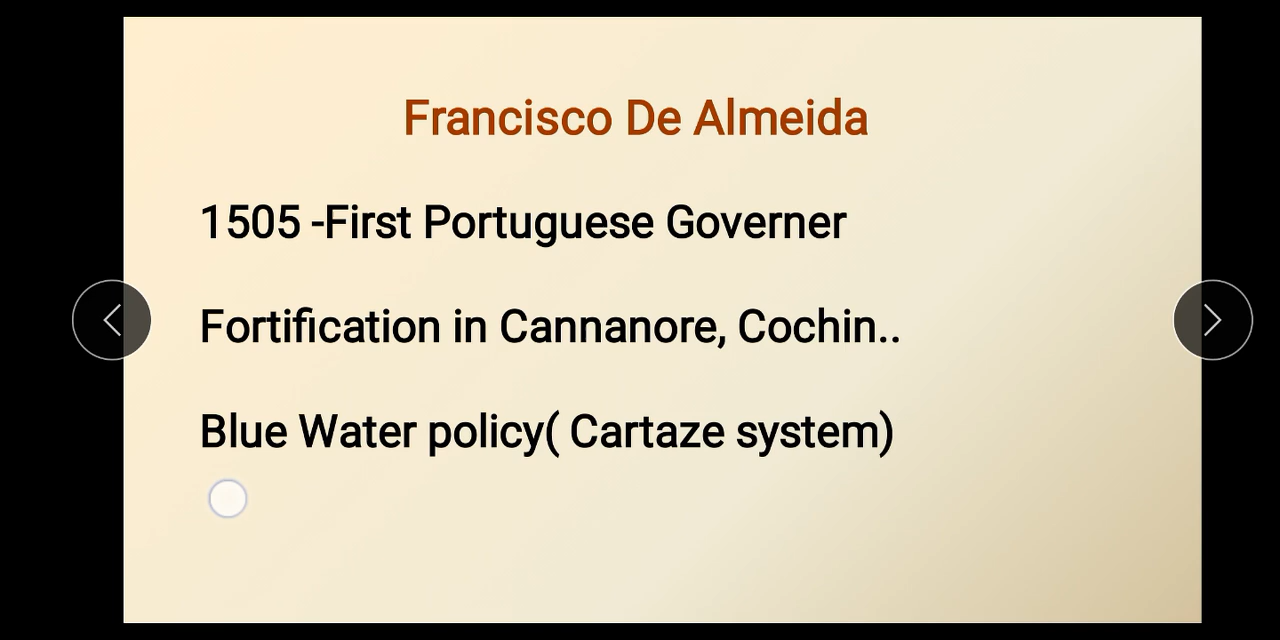 Francisco De Almeida
1505 -First Portuguese Governer
Fortification in Cannanore, Cochin..
Blue Water policy( Cartaze system)